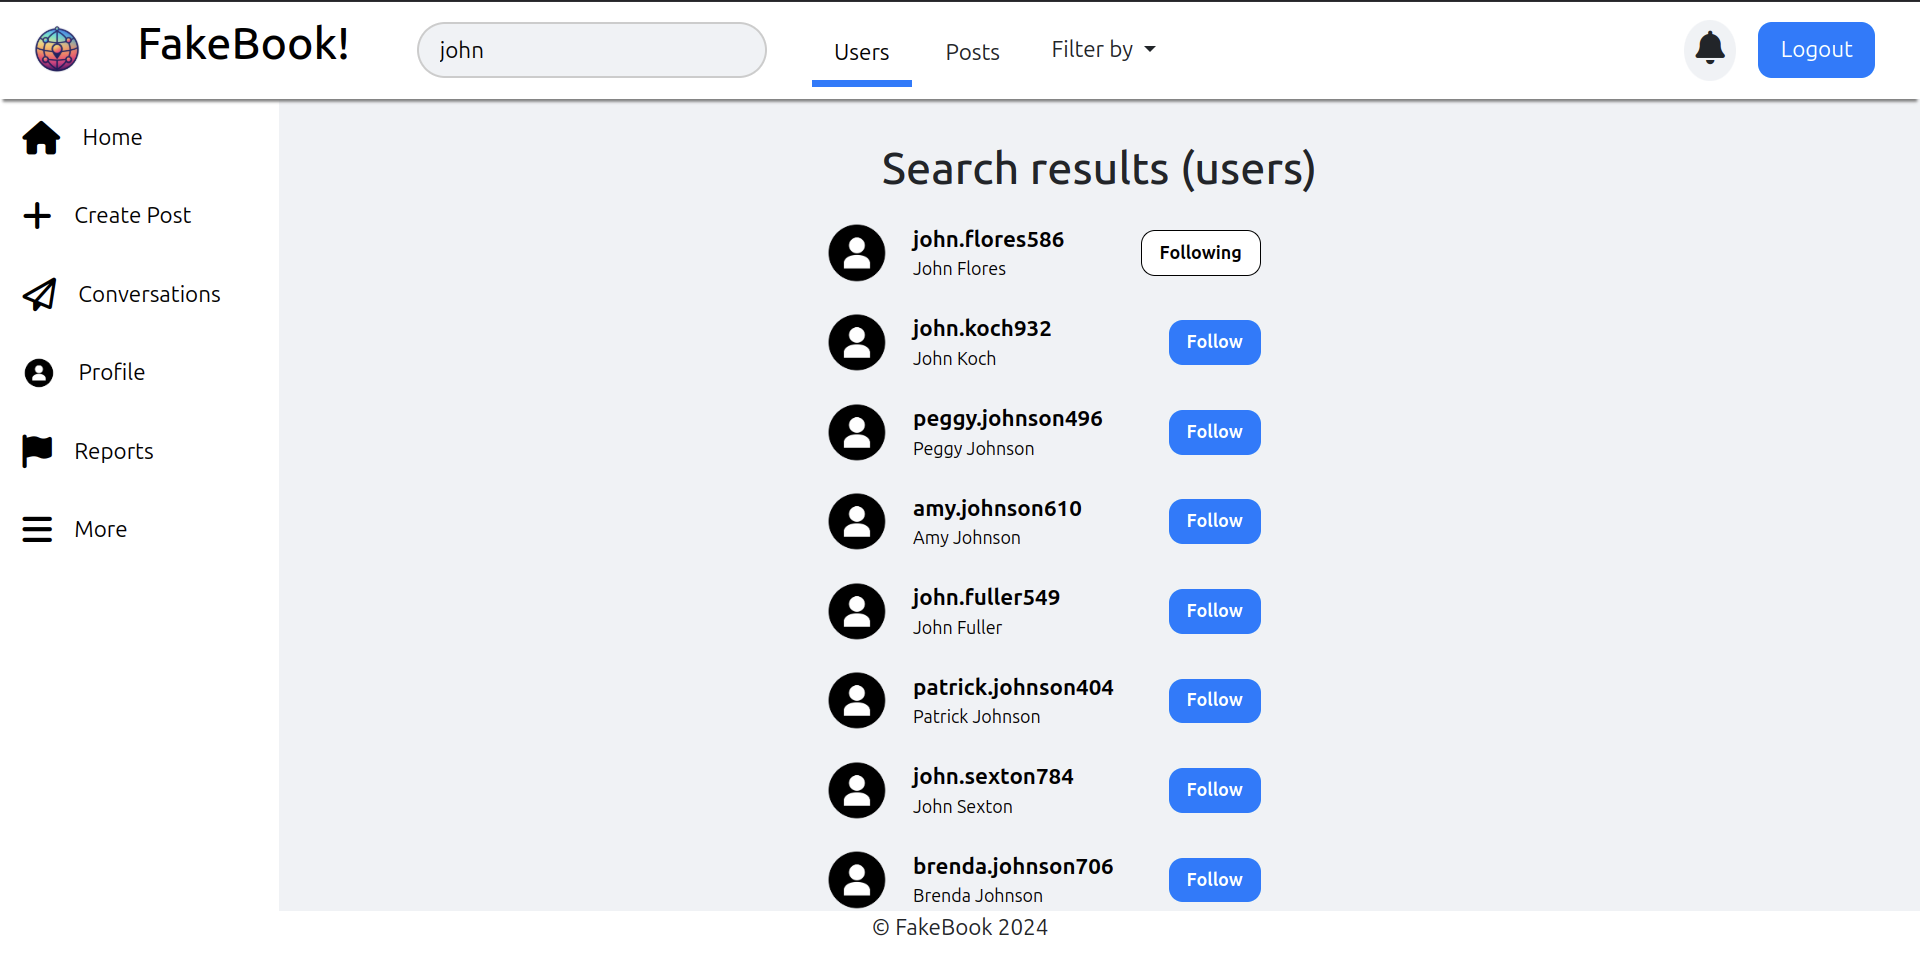 FakeBook!
john
Users
Posts
Filter by
Logout
Home
Create Post
Conversations
Profile
Reports
More
Search results (users)
john.flores586
John Flores
Following
john.koch932
John Koch
Follow
peggy.johnson496
Peggy Johnson
Follow
amy.johnson610
Amy Johnson
Follow
john.fuller549
John Fuller
Follow
patrick.johnson404
Patrick Johnson
Follow
john.sexton784
John Sexton
Follow
brenda.johnson706
Brenda Johnson
Follow
© FakeBook 2024